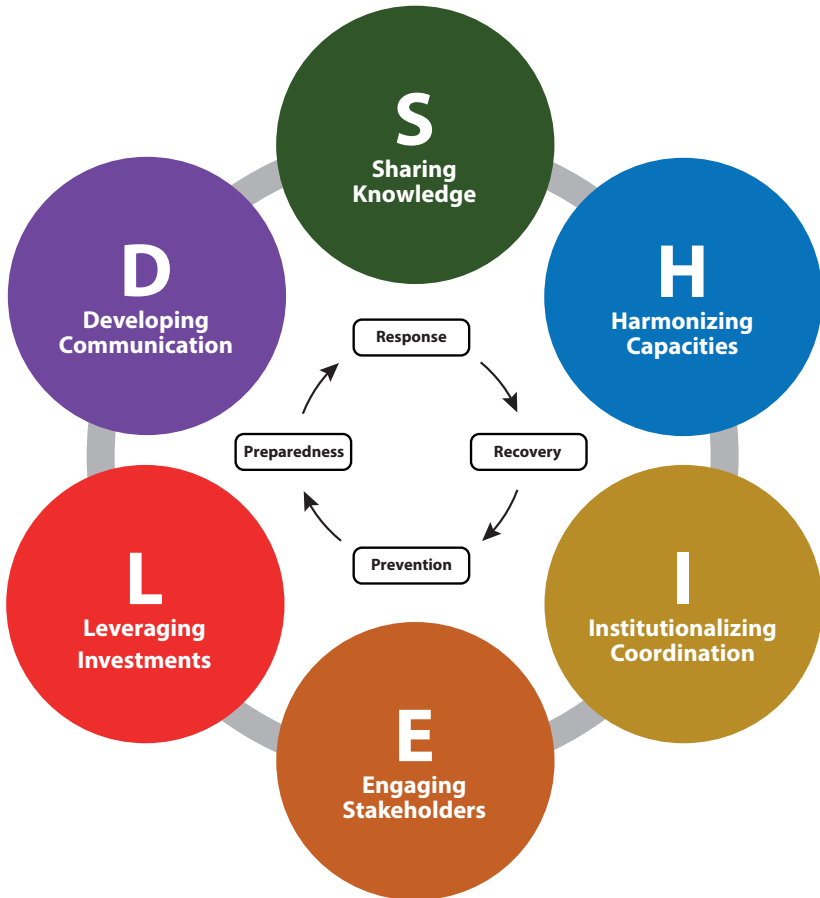 S
Sharing
Knowledge
H
Harmonizing
Capacities
I
Institutionalizing
Coordination
E
Engaging
Stakeholders
L
Leveraging
Investments
D
Developing
Communication
Response
Recovery
Prevention
Preparedness